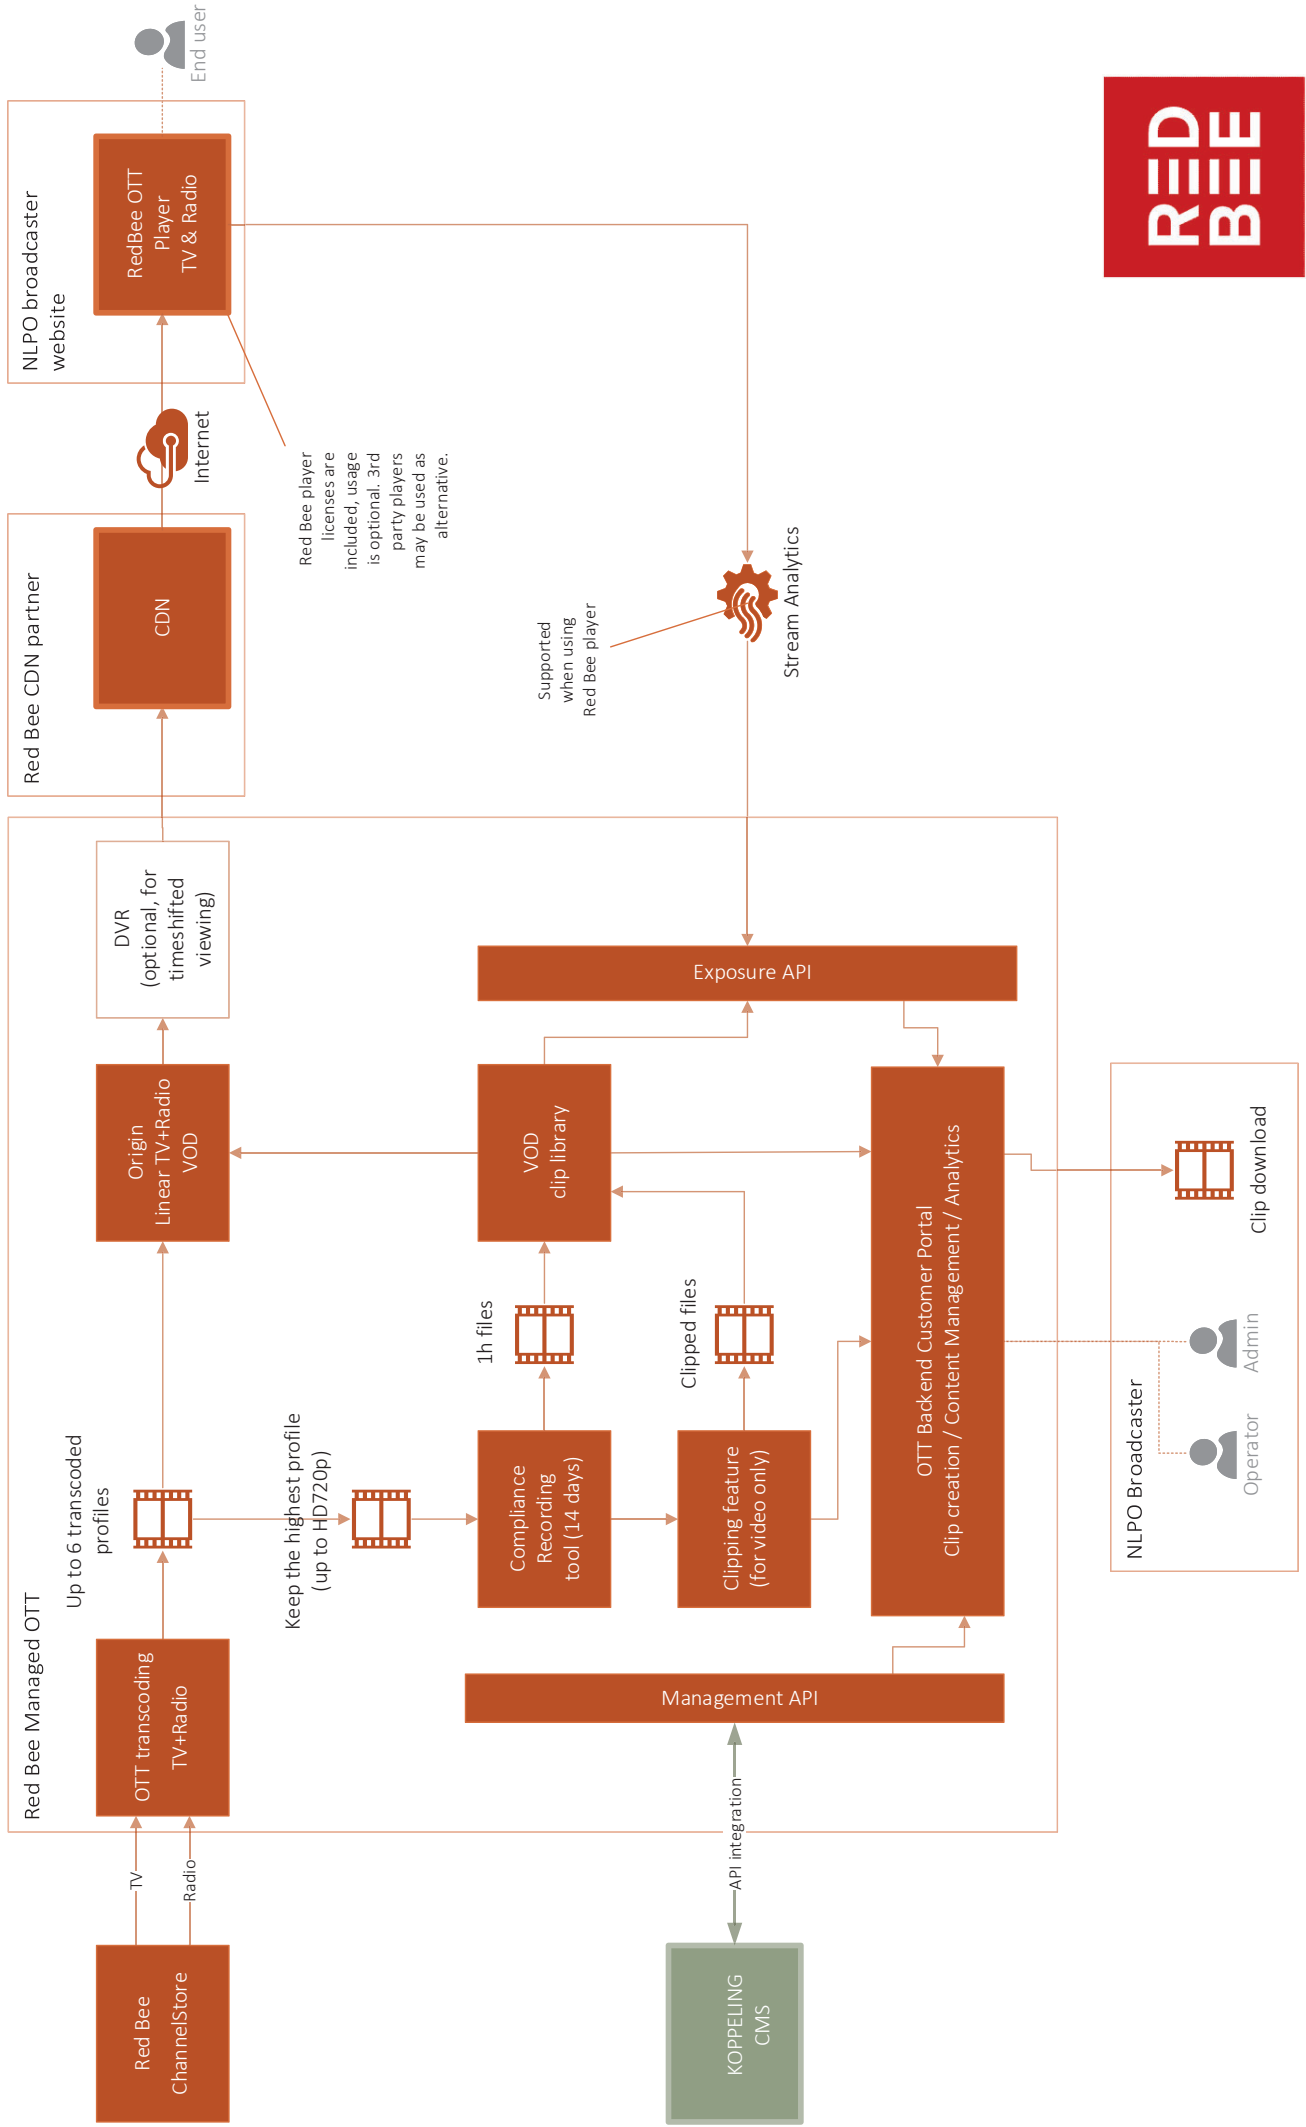 Red Bee Managed OTT
Red Bee
ChannelStore
TV
Radio
OTT transcoding
TV+Radio
Up to 6 transcoded
profiles
Origin
Linear TV+Radio
VOD
DVR
(optional, for
timeshifted
viewing)
Red Bee CDN partner
CDN
Internet
NLPO broadcaster
website
RedBee OTT
Player
TV & Radio
End user
Red Bee player
licenses are
included, usage
is optional. 3rd
party players
may be used as
alternative.
Keep the highest profile
(up to HD720p)
Compliance
Recording
tool (14 days)
1h files
VOD
clip library
Clipping feature
(for video only)
Clipped files
Exposure API
Supported
when using
Red Bee player
Stream Analytics
KOPPELING
CMS
API integration
Management API
OTT Backend Customer Portal
Clip creation / Content Management / Analytics
NLPO Broadcaster
Operator
Admin
Clip download
RED
BEE